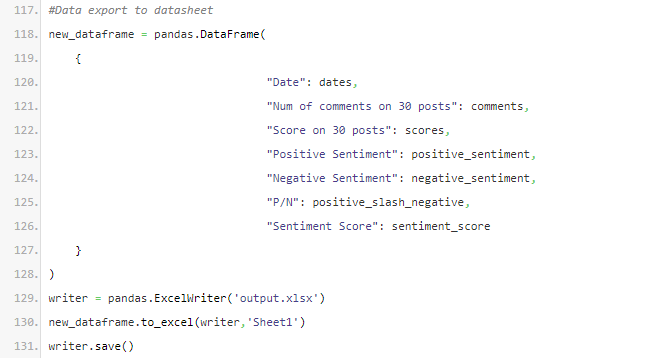 117. #Data export to datasheet
118. new_dataframe = pandas.DataFrame(
119. {
120. "Date": dates,
121. "Num of comments on 30 posts": comments,
122. "Score on 30 posts": scores,
123. "Positive Sentiment": positive_sentiment,
124. "Negative Sentiment": negative_sentiment,
125. "P/N": positive_slash_negative,
126. "Sentiment Score": sentiment_score
127. }
128. )
129. writer = pandas.ExcelWriter('output.xlsx')
130. new_dataframe.to_excel(writer,'Sheet1')
131. writer.save()